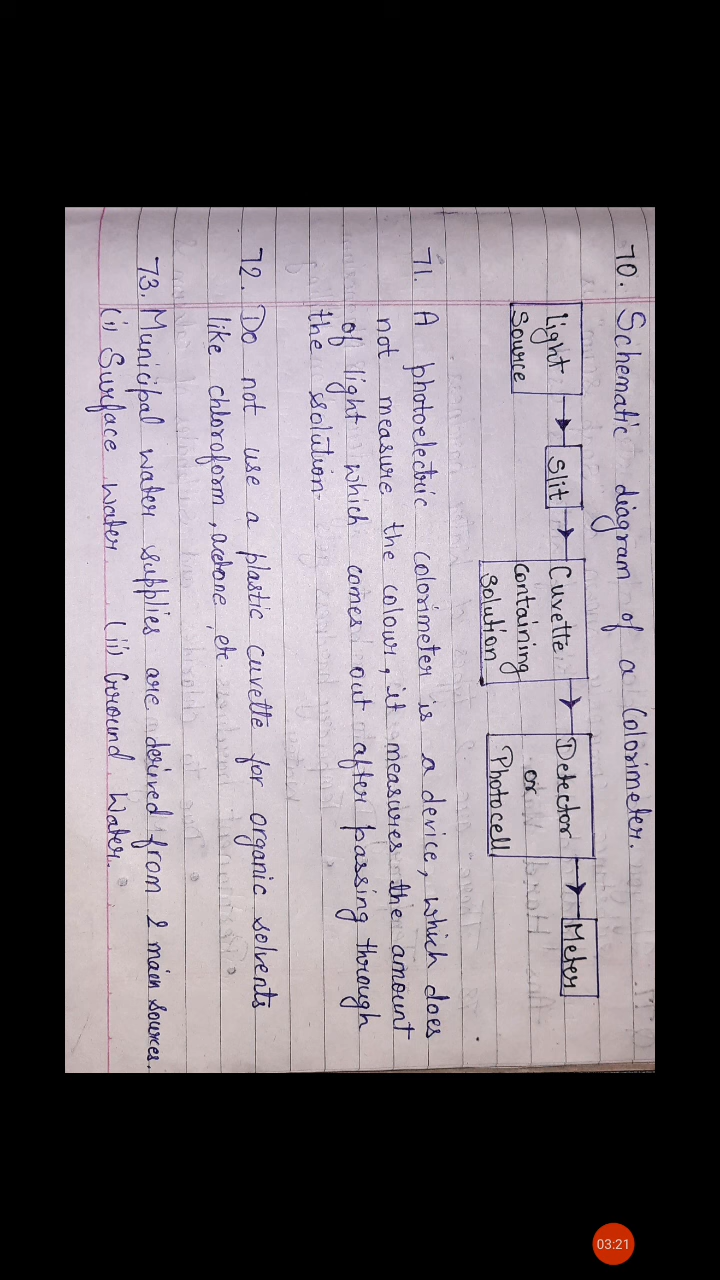 70. Schematic diagram of a Colorimeter.
Light Source
Slit
Cuvette containing solution
Detector or Photocell
Meter
71. A photoelectric colorimeter is a device, which does
not measure the colour, it measures the amount
of light which comes out after passing through
the solution.
72. Do not use a plastic cuvette for organic solvents
like chloroform, acetone, etc.
73. Municipal water supplies are derived from 2 main sources.
(i) Surface Water (ii) Ground Water.
03:21